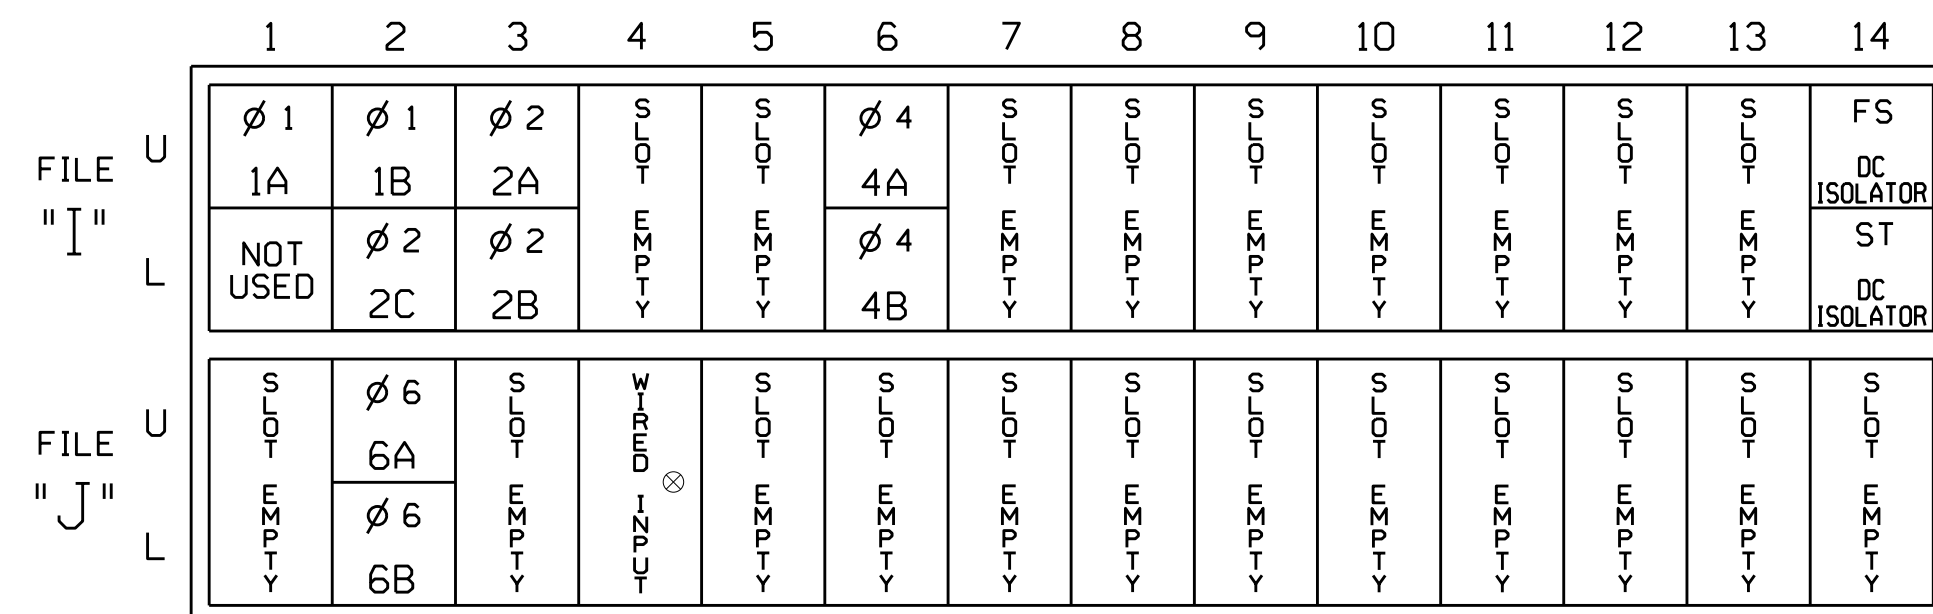 1 2 3 4 5 6 7 8 9 10 11 12 13 14
FILE "I"
U
L
Ø 1 1A
NOT USED
Ø 1 1B
Ø 2 2C
Ø 2 2A
Ø 2 2B
SLOT EMPTY
SLOT EMPTY
Ø 4 4A
Ø 4 4B
SLOT EMPTY
SLOT EMPTY
SLOT EMPTY
SLOT EMPTY
SLOT EMPTY
SLOT EMPTY
SLOT EMPTY
FS DC ISOLATOR
ST DC ISOLATOR
FILE "J"
U
L
SLOT EMPTY
Ø 6 6A
Ø 6 6B
SLOT EMPTY
WIRED INPUT ⊗
SLOT EMPTY
SLOT EMPTY
SLOT EMPTY
SLOT EMPTY
SLOT EMPTY
SLOT EMPTY
SLOT EMPTY
SLOT EMPTY
SLOT EMPTY
SLOT EMPTY